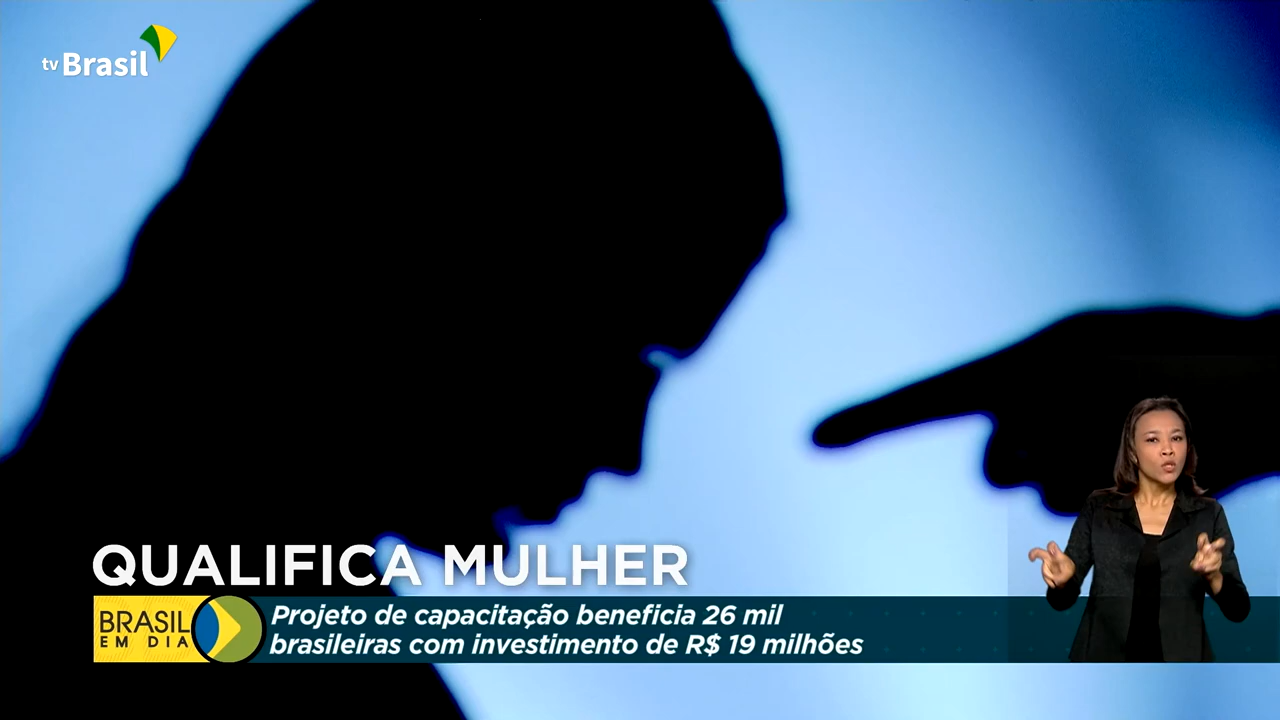 tv Brasil
QUALIFICA MULHER
BRASIL
EM DIA
Projeto de capacitação beneficia 26 mil
brasileiras com investimento de R$ 19 milhões